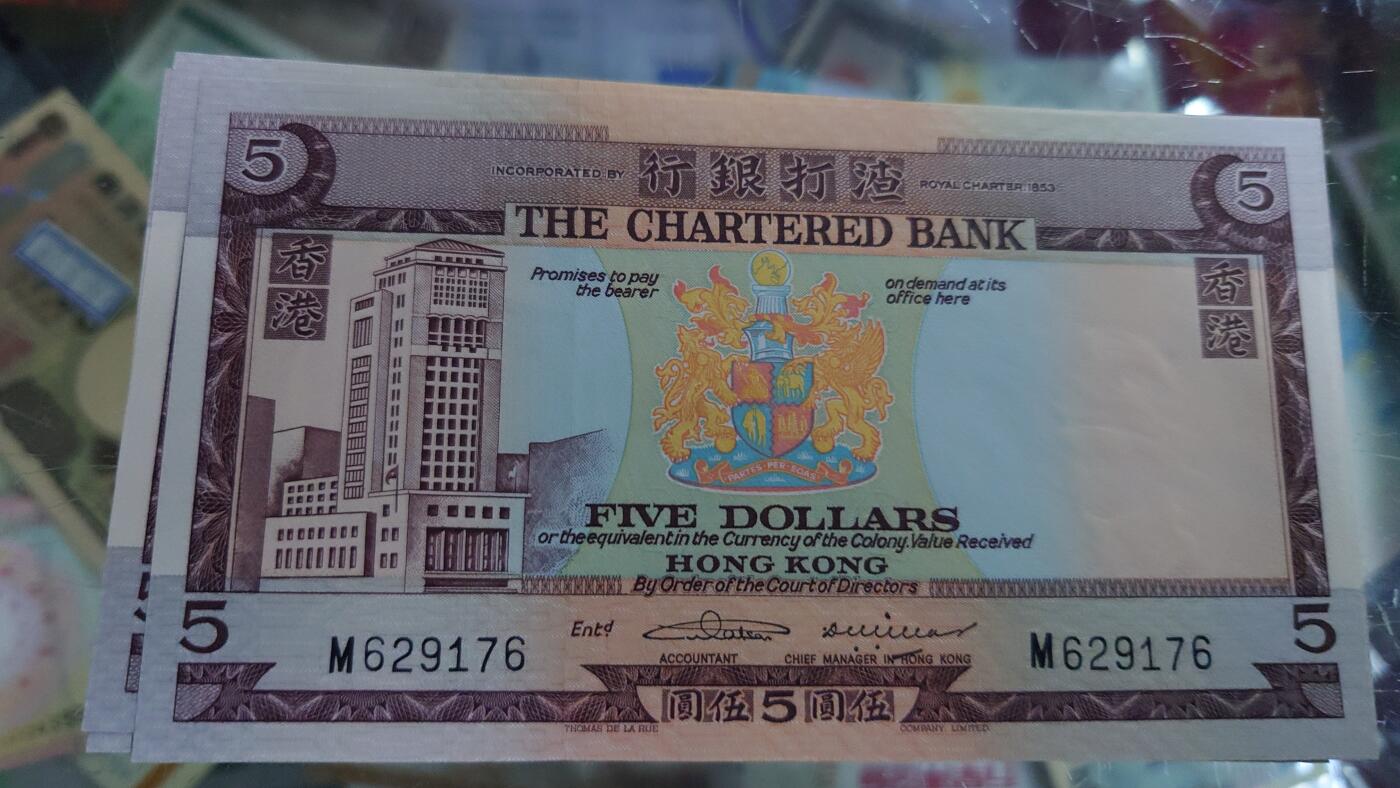 5
INCORPORATED BY 行銀打渣 ROYAL CHARTER.1853
5
THE CHARTERED BANK
香港
香港
Promises to pay
the bearer
on demand at its
office here
PARTES·PER·EOAS
FIVE DOLLARS
or the equivalent in the Currency of the Colony.Value Received
HONG KONG
By Order of the Court of Directors
5
5
Entd
M629176
M629176
ACCOUNTANT
CHIEF MANAGER IN HONG KONG
圓伍5圓伍
THOMAS DE LA RUE
COMPANY, LIMITED.